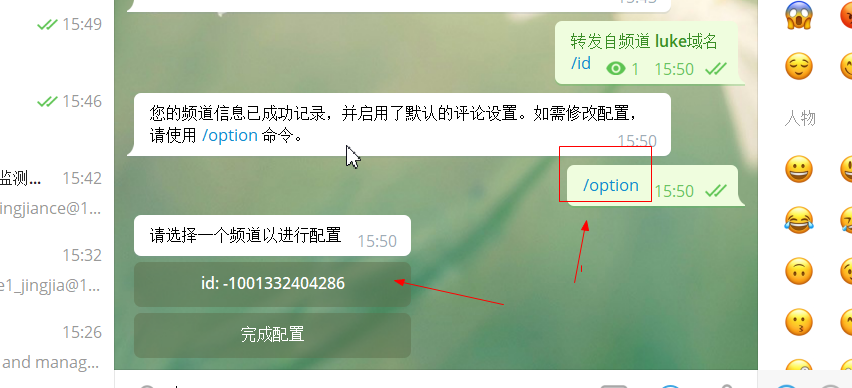 15:49
转发自频道 luke域名
/id 1 15:50
15:46
您的频道信息已成功记录，并启用了默认的评论设置。如需修改配置，
请使用 /option 命令。
15:50
人物
监测... 15:42
/option 15:50
ingjiance@1...
请选择一个频道以进行配置 15:50
15:32
e1_jingjia@1...
id: -1001332404286
15:26
完成配置
and manag...